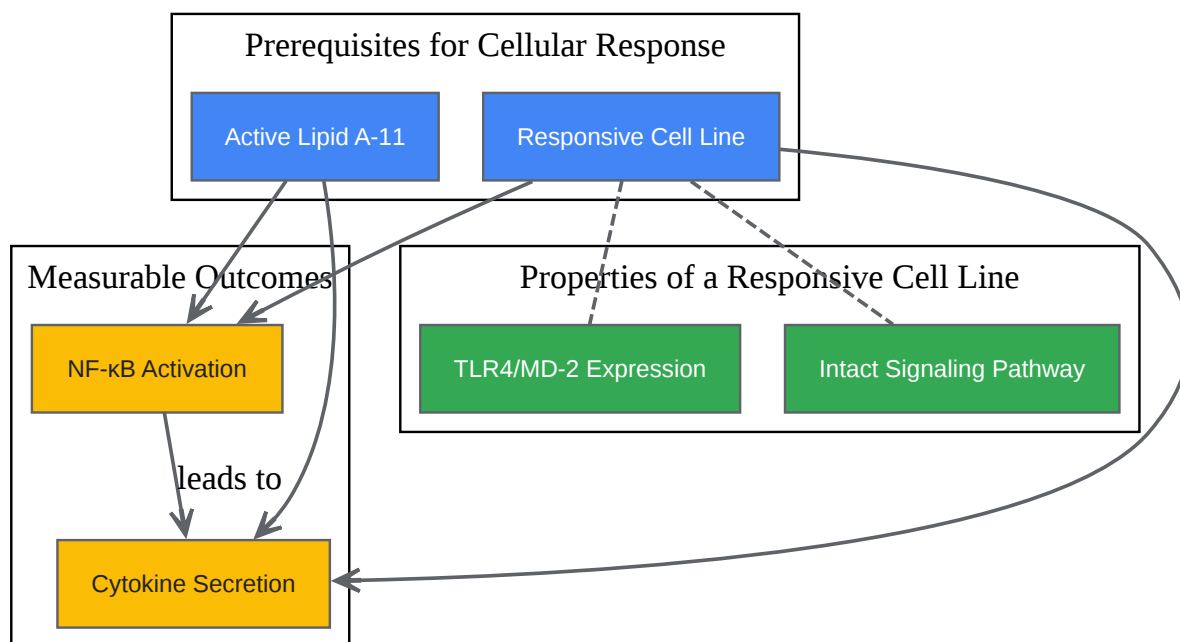 Prerequisites for Cellular Response
Active Lipid A-11
Responsive Cell Line
Measurable Outcomes
Properties of a Responsive Cell Line
NF-κB Activation
TLR4/MD-2 Expression
Intact Signaling Pathway
leads to
Cytokine Secretion